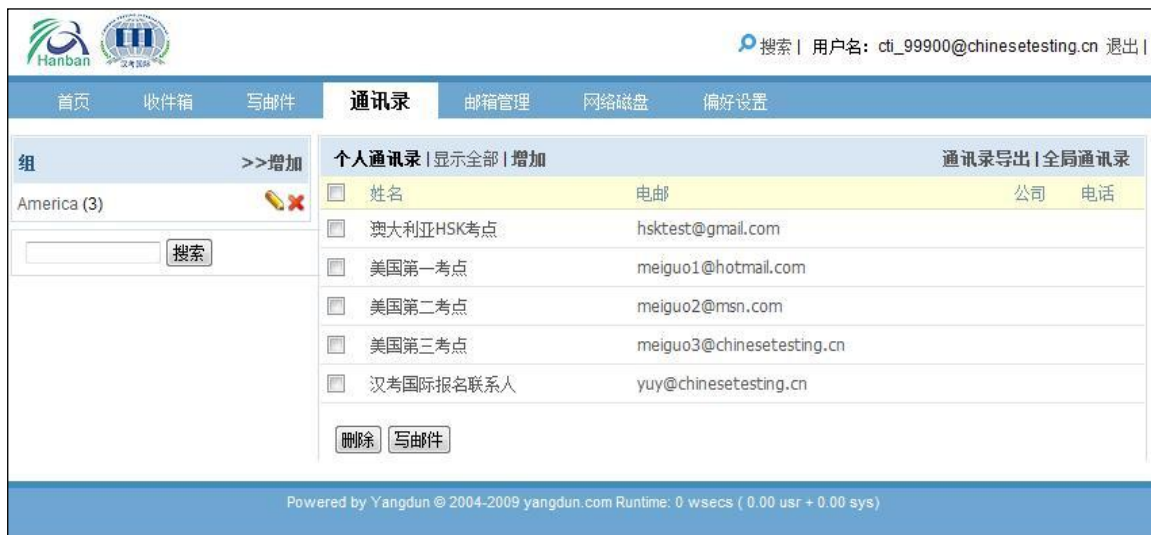 Hanban
汉考国际
搜索 | 用户名：cti_99900@chinesetesting.cn 退出 |
首页 收件箱 写邮件 通讯录 邮箱管理 网络磁盘 偏好设置
组 >>增加
America (3)
搜索
个人通讯录 | 显示全部 | 增加 通讯录导出 | 全局通讯录
姓名 电邮 公司 电话
澳大利亚HSK考点 hsktest@gmail.com
美国第一考点 meiguo1@hotmail.com
美国第二考点 meiguo2@msn.com
美国第三考点 meiguo3@chinesetesting.cn
汉考国际报名联系人 yuy@chinesetesting.cn
删除 写邮件
Powered by Yangdun © 2004-2009 yangdun.com Runtime: 0 wsecs ( 0.00 usr + 0.00 sys)